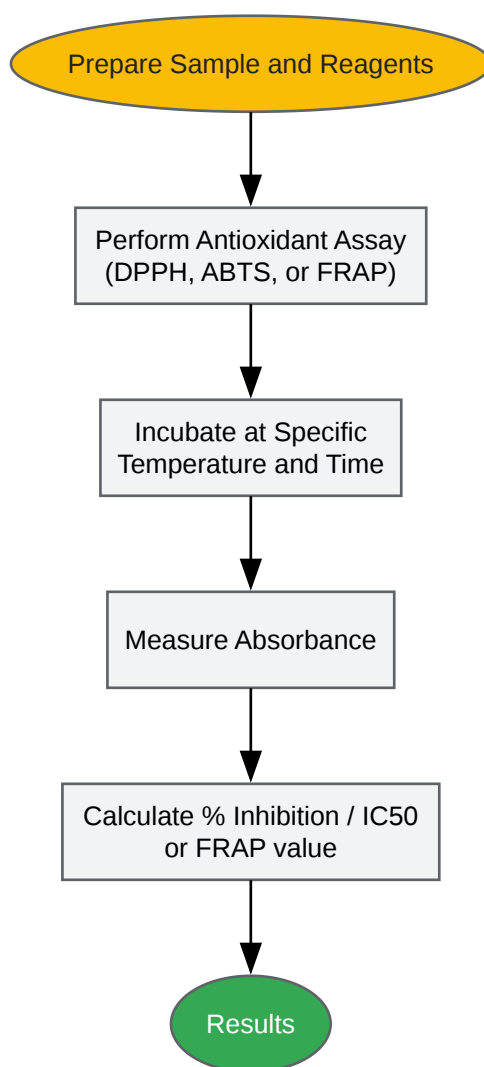 Prepare Sample and Reagents
Perform Antioxidant Assay
(DPPH, ABTS, or FRAP)
Incubate at Specific
Temperature and Time
Measure Absorbance
Calculate % Inhibition / IC50
or FRAP value
Results